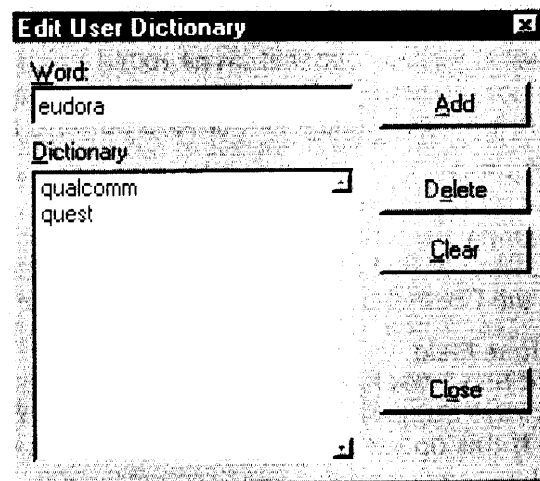 Edit User Dictionary
Word:
eudora
Add
Dictionary
qualcomm
quest
Delete
Clear
Close